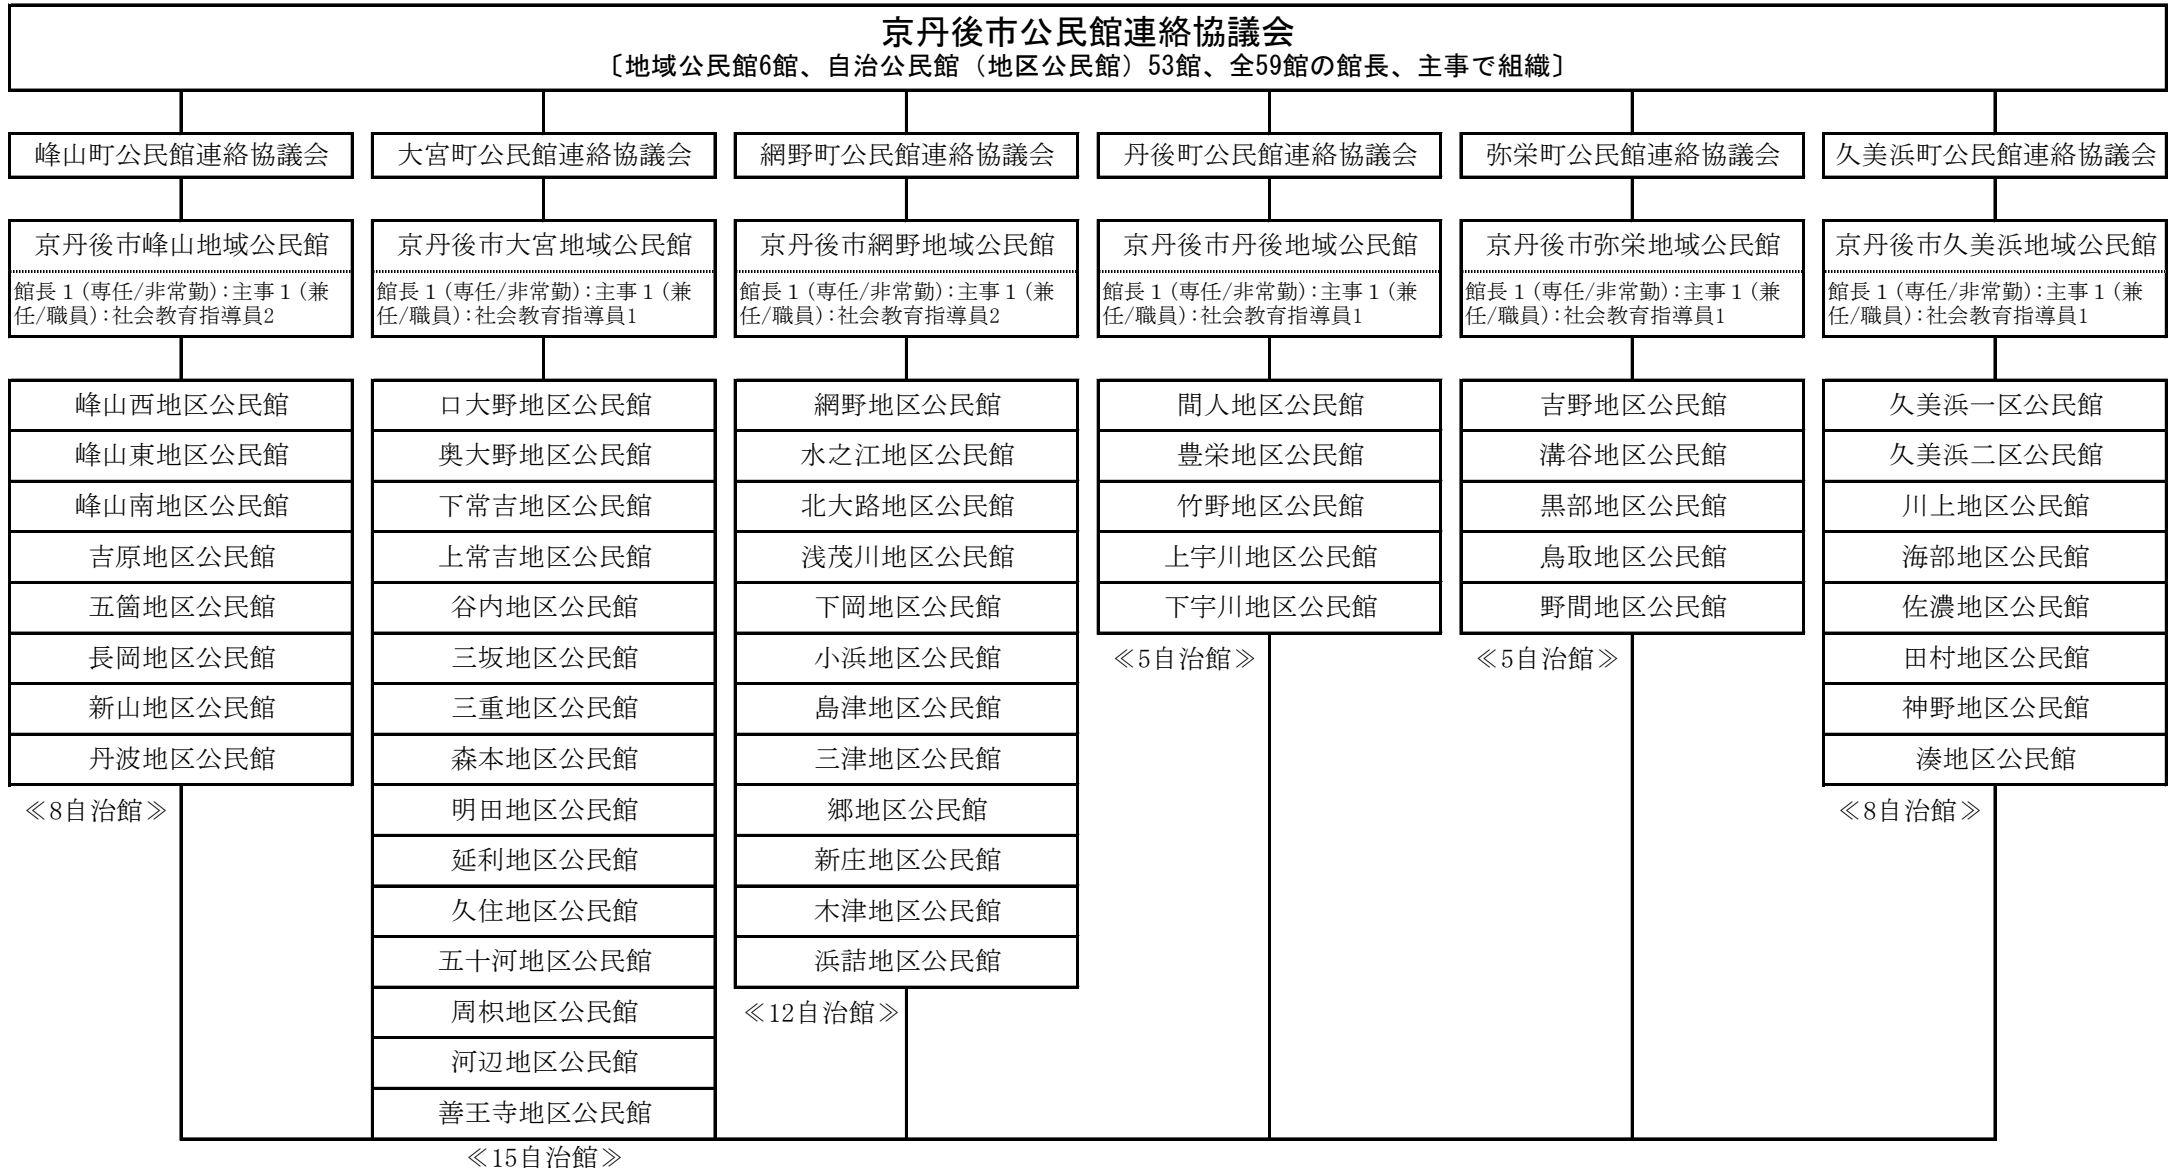 京丹後市公民館連絡協議会
〔地域公民館6館、自治公民館（地区公民館）53館、全59館の館長、主事で組織〕
峰山町公民館連絡協議会
京丹後市峰山地域公民館
館長１(専任/非常勤):主事１(兼
任/職員):社会教育指導員2
峰山西地区公民館
峰山東地区公民館
峰山南地区公民館
吉原地区公民館
五箇地区公民館
長岡地区公民館
新山地区公民館
丹波地区公民館
≪8自治館≫
大宮町公民館連絡協議会
京丹後市大宮地域公民館
館長１(専任/非常勤):主事１(兼
任/職員):社会教育指導員1
口大野地区公民館
奥大野地区公民館
下常吉地区公民館
上常吉地区公民館
谷内地区公民館
三坂地区公民館
三重地区公民館
森本地区公民館
明田地区公民館
延利地区公民館
久住地区公民館
五十河地区公民館
周枳地区公民館
河辺地区公民館
善王寺地区公民館
≪15自治館≫
網野町公民館連絡協議会
京丹後市網野地域公民館
館長１(専任/非常勤):主事１(兼
任/職員):社会教育指導員2
網野地区公民館
水之江地区公民館
北大路地区公民館
浅茂川地区公民館
下岡地区公民館
小浜地区公民館
島津地区公民館
三津地区公民館
郷地区公民館
新庄地区公民館
木津地区公民館
浜詰地区公民館
≪12自治館≫
丹後町公民館連絡協議会
京丹後市丹後地域公民館
館長１(専任/非常勤):主事１(兼
任/職員):社会教育指導員1
間人地区公民館
豊栄地区公民館
竹野地区公民館
上宇川地区公民館
下宇川地区公民館
≪5自治館≫
弥栄町公民館連絡協議会
京丹後市弥栄地域公民館
館長１(専任/非常勤):主事１(兼
任/職員):社会教育指導員1
吉野地区公民館
溝谷地区公民館
黒部地区公民館
鳥取地区公民館
野間地区公民館
≪5自治館≫
久美浜町公民館連絡協議会
京丹後市久美浜地域公民館
館長１(専任/非常勤):主事１(兼
任/職員):社会教育指導員1
久美浜一区公民館
久美浜二区公民館
川上地区公民館
海部地区公民館
佐濃地区公民館
田村地区公民館
神野地区公民館
湊地区公民館
≪8自治館≫